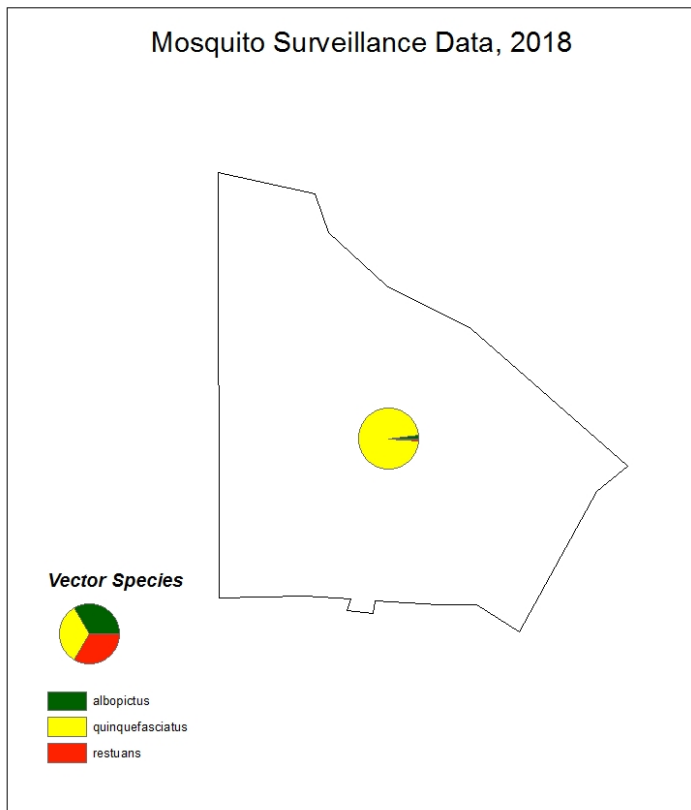 Mosquito Surveillance Data, 2018
Vector Species
albopictus
quinquefasciatus
restuans